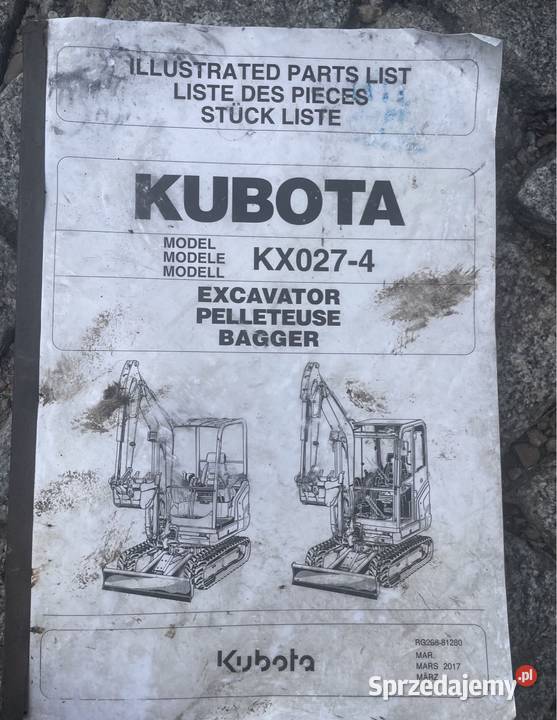 ILLUSTRATED PARTS LIST
LISTE DES PIECES
STÜCK LISTE
KUBOTA
MODEL
MODELE
MODELL
KX027-4
EXCAVATOR
PELLETEUSE
BAGGER
Kubota
RG268-81280
MAR.
MARS 2017
MÄRZ
Sprzedajemy.pl